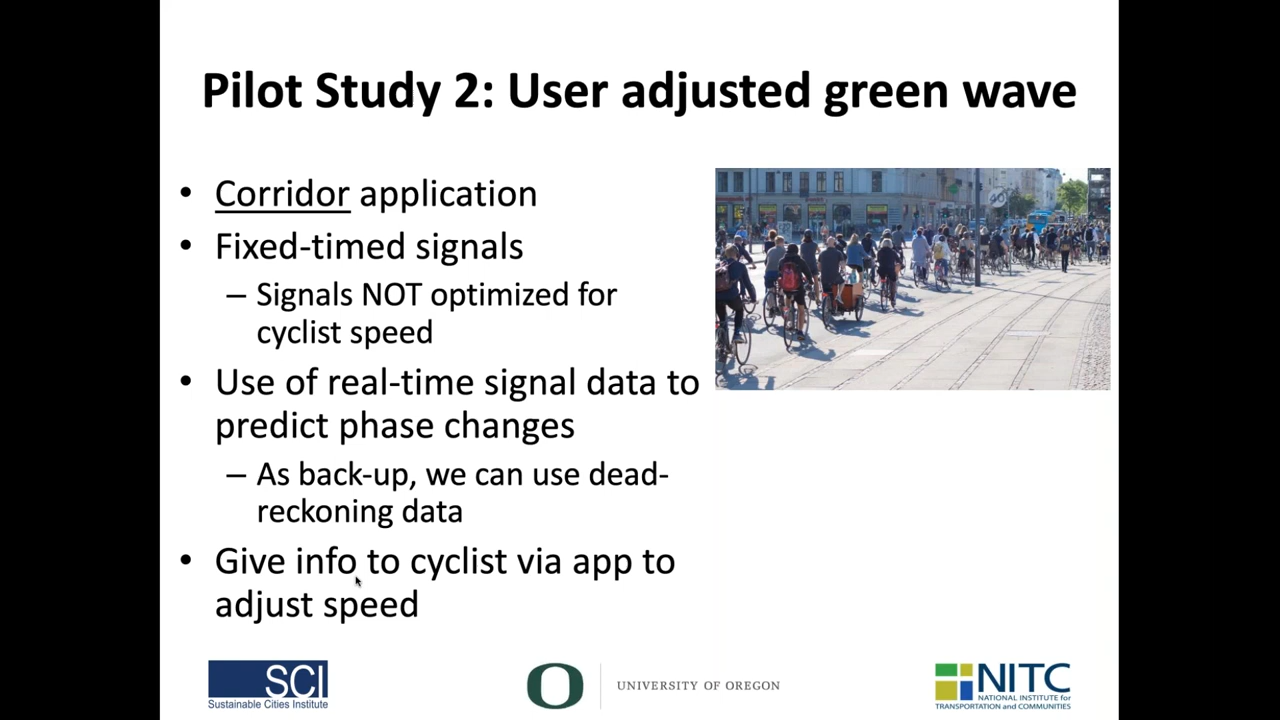 Pilot Study 2: User adjusted green wave
• Corridor application
• Fixed-timed signals
– Signals NOT optimized for
cyclist speed
• Use of real-time signal data to
predict phase changes
– As back-up, we can use dead-
reckoning data
• Give info to cyclist via app to
adjust speed
SCI
Sustainable Cities Institute
O
UNIVERSITY OF OREGON
NITC
NATIONAL INSTITUTE for
TRANSPORTATION and COMMUNITIES